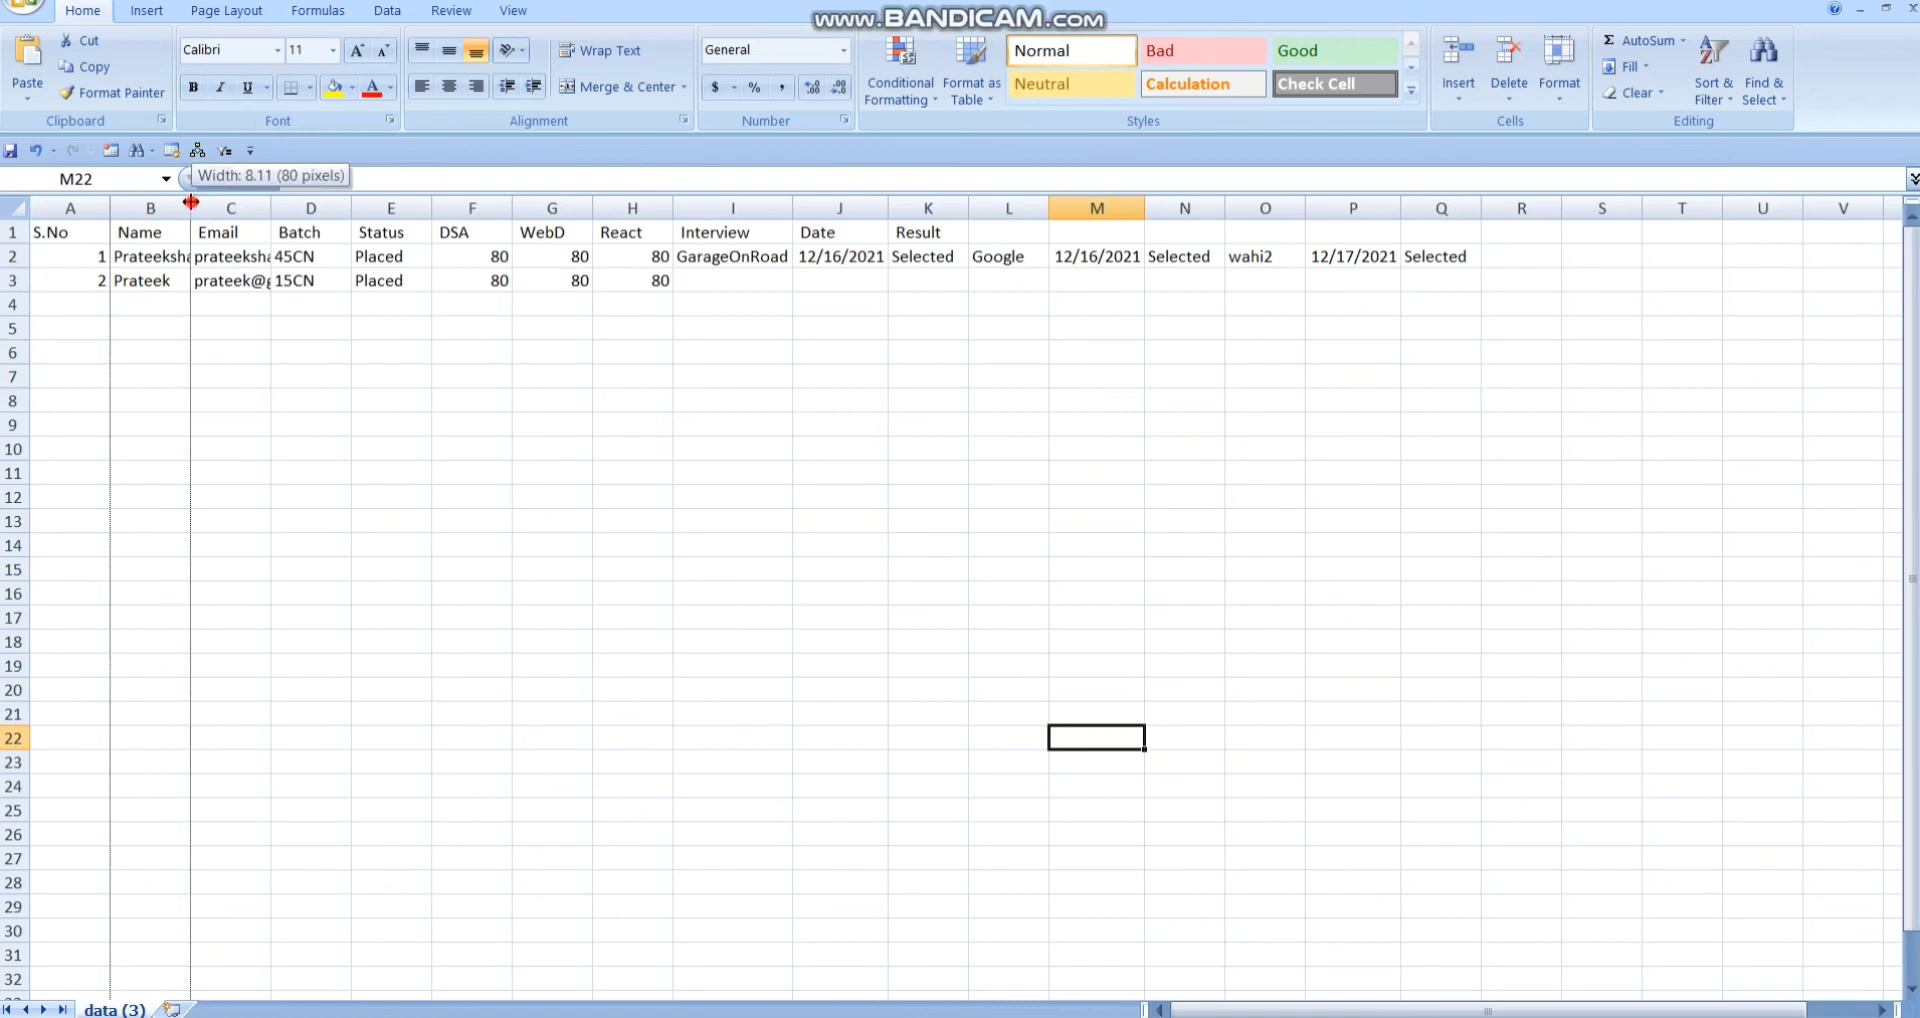 www.BANDICAM.com
Home Insert Page Layout Formulas Data Review View
Paste
Cut
Copy
Format Painter
Clipboard
Calibri 11
B I U
Font
Wrap Text
Merge & Center
Alignment
General
$ % ,
Number
Conditional Formatting
Format as Table
Normal Bad Good
Neutral Calculation Check Cell
Styles
Insert Delete Format
Cells
Σ AutoSum
Fill
Clear
Sort & Filter
Find & Select
Editing
M22
Width: 8.11 (80 pixels)
A B C D E F G H I J K L M N O P Q R S T U V
1 S.No Name Email Batch Status DSA WebD React Interview Date Result
2 1 Prateeksha prateeksha 45CN Placed 80 80 80 GarageOnRoad 12/16/2021 Selected Google 12/16/2021 Selected wahi2 12/17/2021 Selected
3 2 Prateek prateek@g 15CN Placed 80 80 80
4
5
6
7
8
9
10
11
12
13
14
15
16
17
18
19
20
21
22
23
24
25
26
27
28
29
30
31
32
data (3)